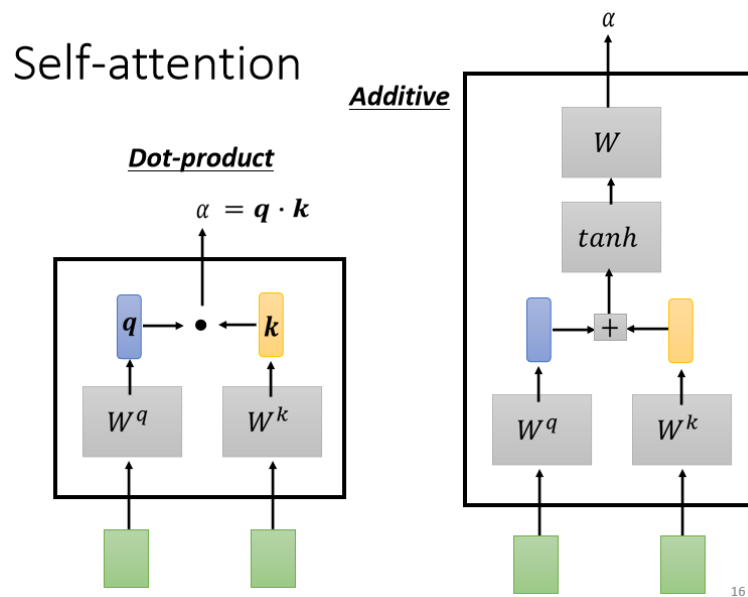 Self-attention
Dot-product
α = q · k
q
k
W^q
W^k
Additive
α
W
tanh
+
W^q
W^k
16